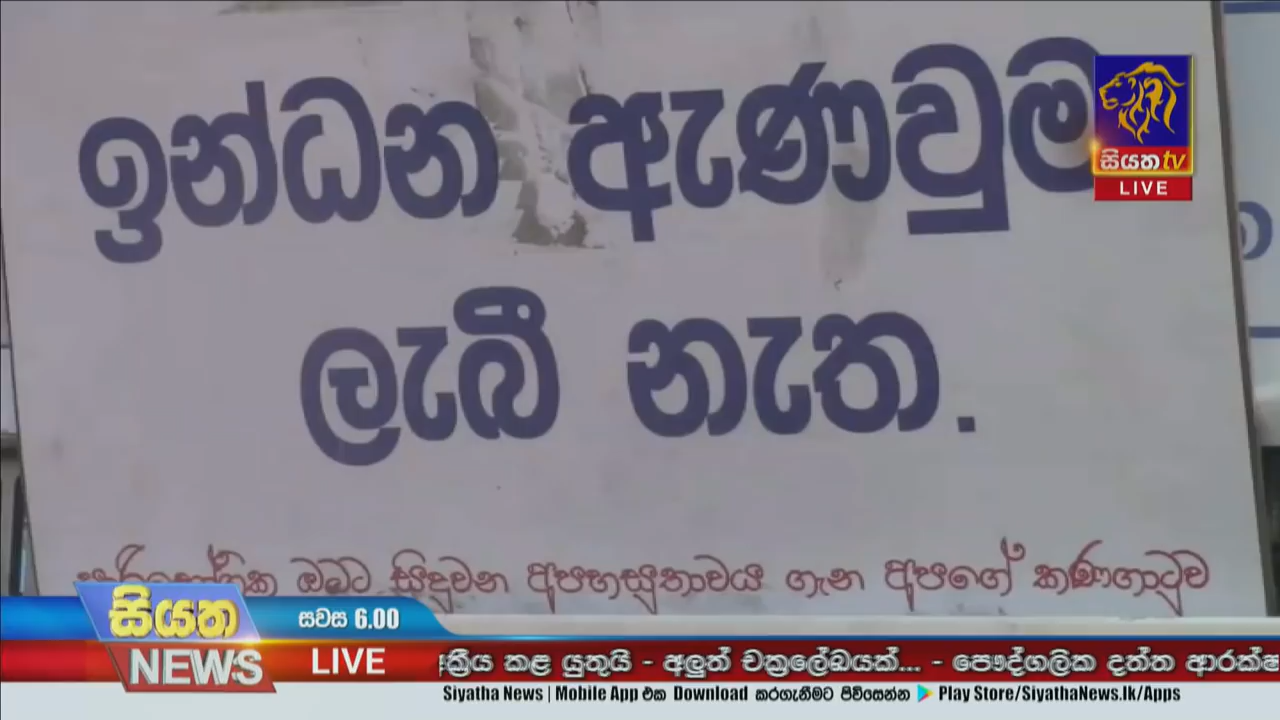 ඉන්ධන ඇණවුම
ලැබී නැත.
පාරිභෝගික ඔබට සිදුවන අපහසුතාවය ගැන අපගේ කණගාටුව
සියත tv
LIVE
සියත
NEWS
සවස 6.00
LIVE
ක්‍රීය කළ යුතුයි - අලුත් චක්‍රලේඛයක්... - පෞද්ගලික දත්ත ආරක්ෂ
Siyatha News | Mobile App එක Download කරගැනීමට පිවිසෙන්න Play Store/SiyathaNews.lk/Apps